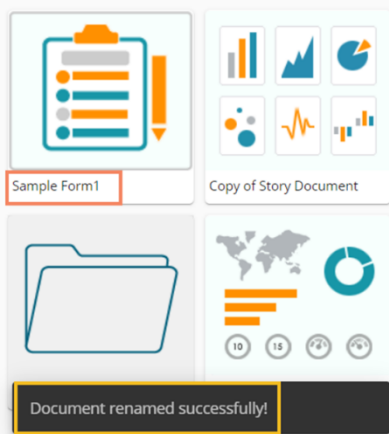 Sample Form1
Copy of Story Document
10
15
Document renamed successfully!